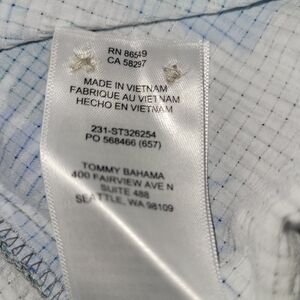 RN 86549
CA 58297
MADE IN VIETNAM
FABRIQUE AU VIETNAM
HECHO EN VIETNAM
231-ST326254
PO 568466 (657)
TOMMY BAHAMA
400 FAIRVIEW AVE N
SUITE 488
SEATTLE, WA 98109